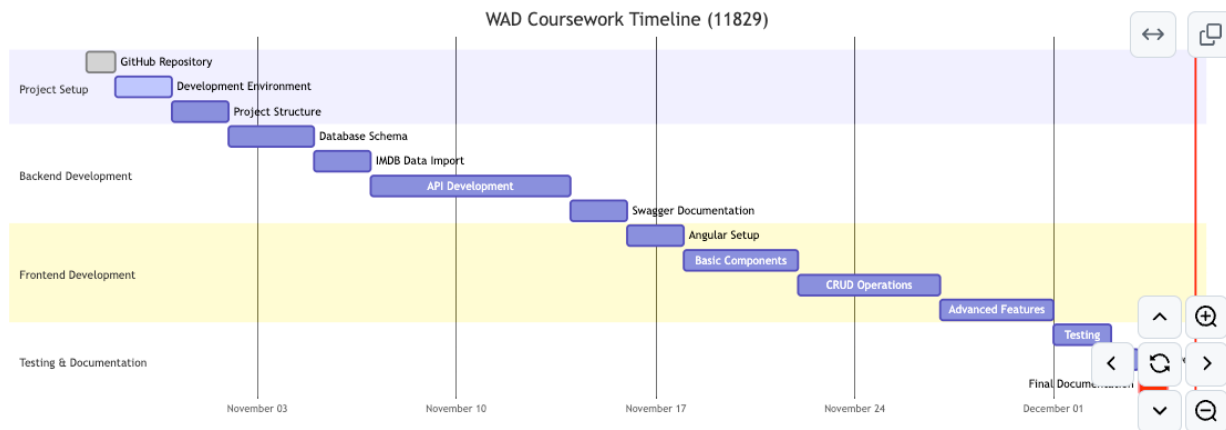 WAD Coursework Timeline (11829)
GitHub Repository
Development Environment
Project Setup
Project Structure
Database Schema
IMDB Data Import
Backend Development
API Development
Swagger Documentation
Angular Setup
Basic Components
Frontend Development
CRUD Operations
Advanced Features
Testing
Testing & Documentation
Final Documentation
November 03
November 10
November 17
November 24
December 01